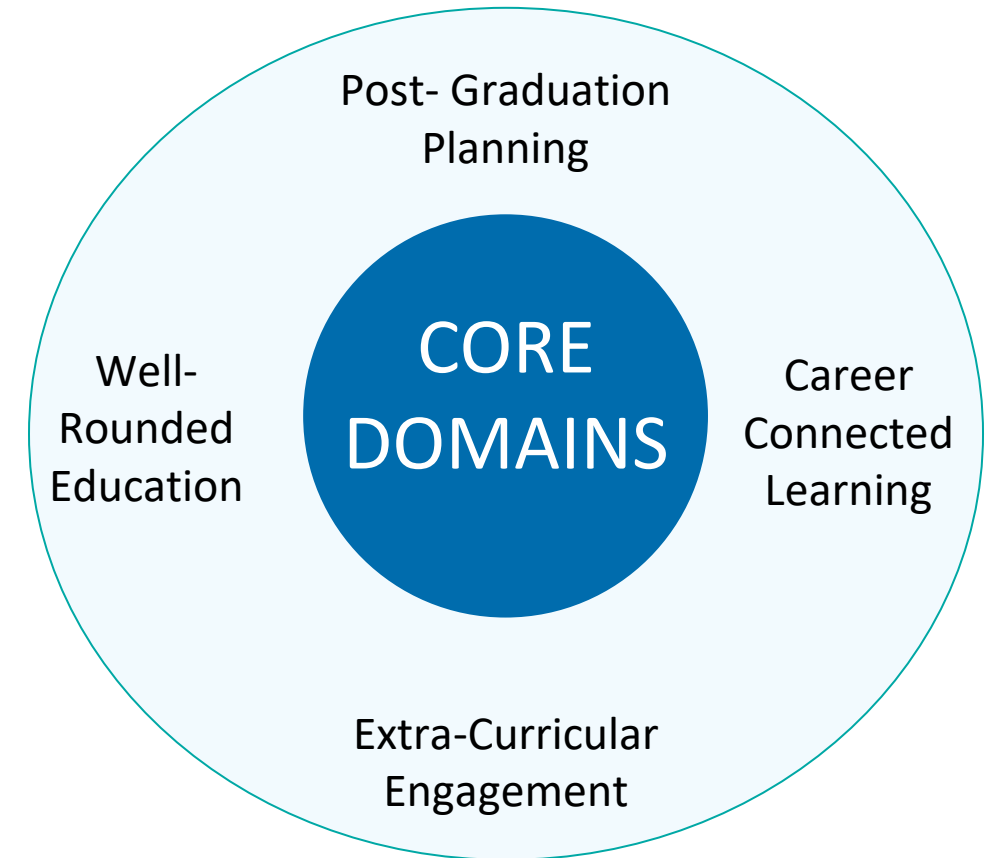 Post- Graduation
Planning
CORE
DOMAINS
Well-
Rounded
Education
Career
Connected
Learning
Extra-Curricular
Engagement